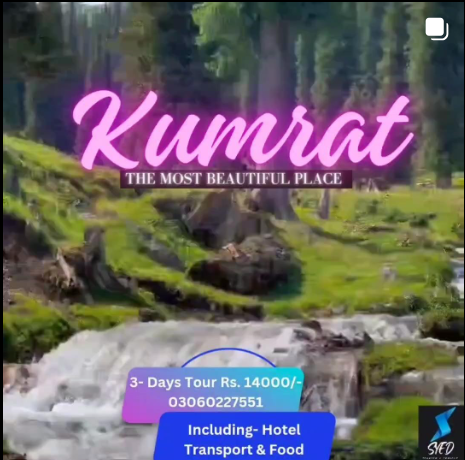 Kumrat
THE MOST BEAUTIFUL PLACE
3- Days Tour Rs. 14000/-
03060227551
Including- Hotel
Transport & Food
SYED